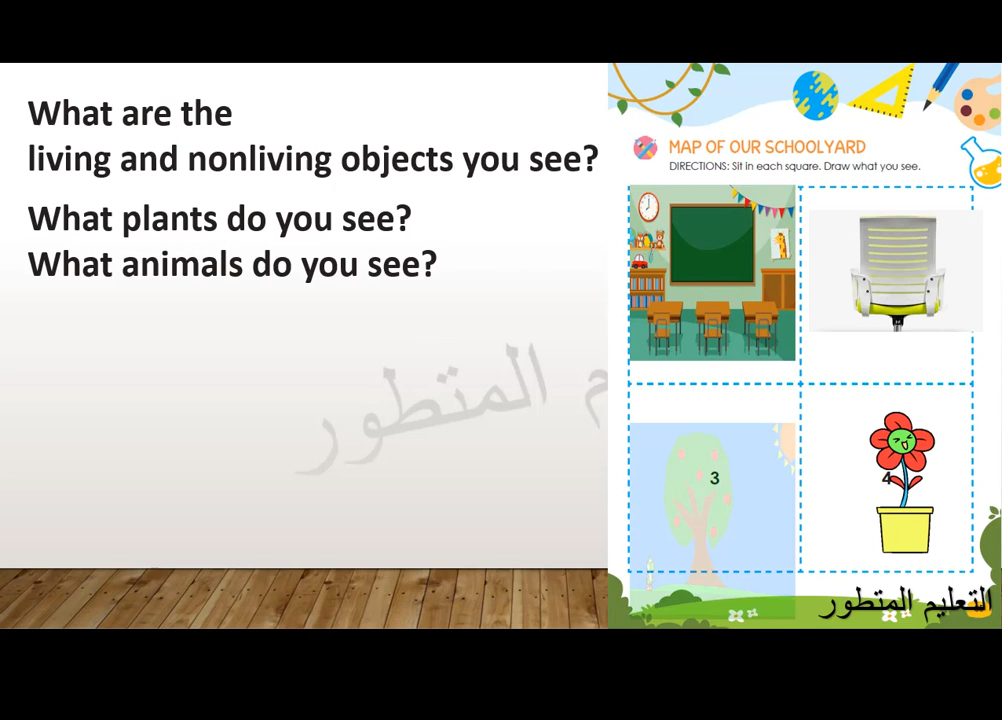 What are the
living and nonliving objects you see?
What plants do you see?
What animals do you see?
المتطور
MAP OF OUR SCHOOLYARD
DIRECTIONS: Sit in each square. Draw what you see.
3
4
التعليم المتطور